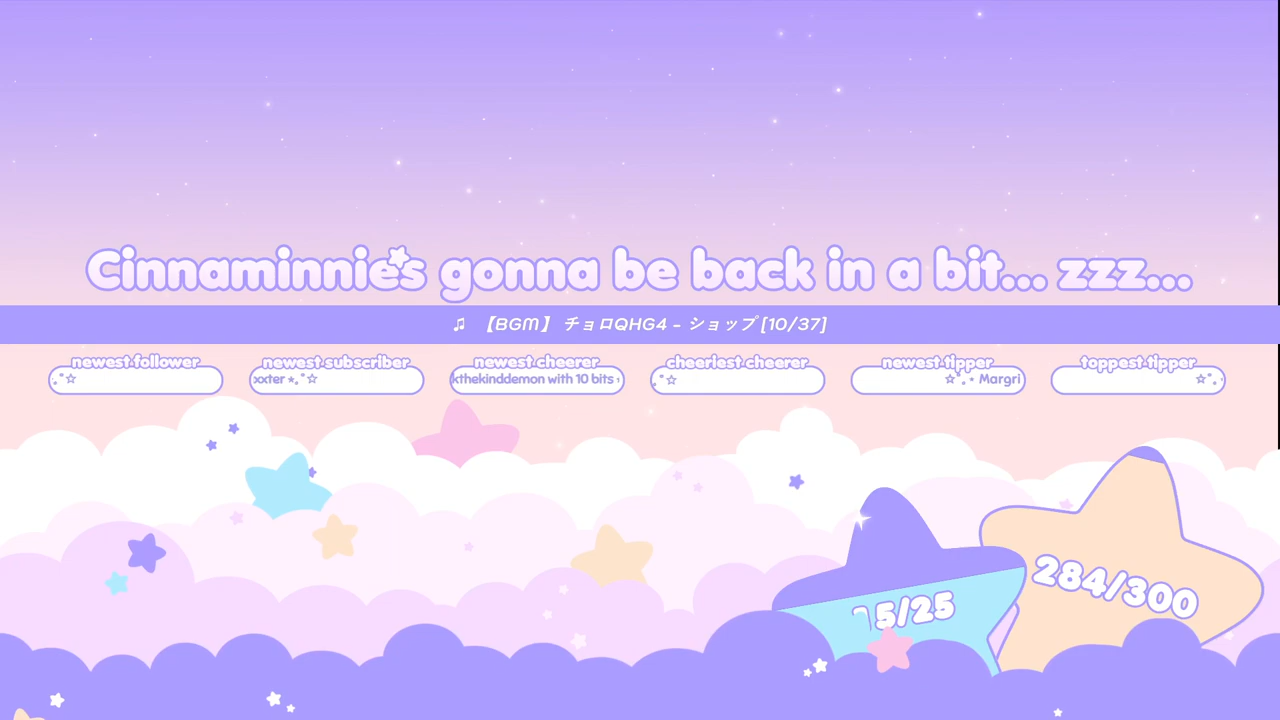 Cinnaminnie's gonna be back in a bit... zzz...
♫ 【BGM】 チョロQHG4 - ショップ [10/37]
newest follower
newest subscriber
newest cheerer
cheeriest cheerer
newest tipper
toppest tipper
xxter ⋆｡˚☆
kthekinddemon with 10 bits
☆˚｡⋆ Margri
5/25
284/300